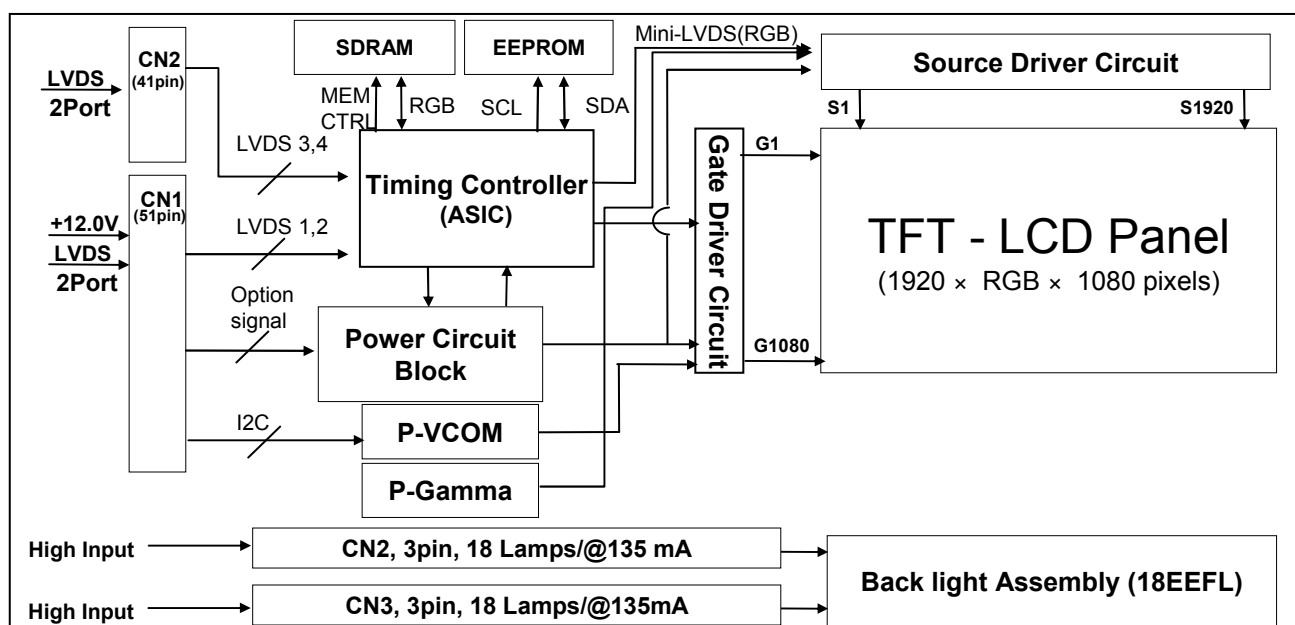 SDRAM
EEPROM
Mini-LVDS(RGB)
Source Driver Circuit
CN2
(41pin)
LVDS
2Port
MEM
CTRL
RGB
SCL
SDA
S1
S1920
LVDS 3,4
Timing Controller
(ASIC)
Gate Driver Circuit
G1
TFT - LCD Panel
(1920 × RGB × 1080 pixels)
CN1
(51pin)
+12.0V
LVDS
2Port
LVDS 1,2
Option
signal
Power Circuit
Block
G1080
I2C
P-VCOM
P-Gamma
High Input
CN2, 3pin, 18 Lamps/@135 mA
Back light Assembly (18EEFL)
High Input
CN3, 3pin, 18 Lamps/@135mA